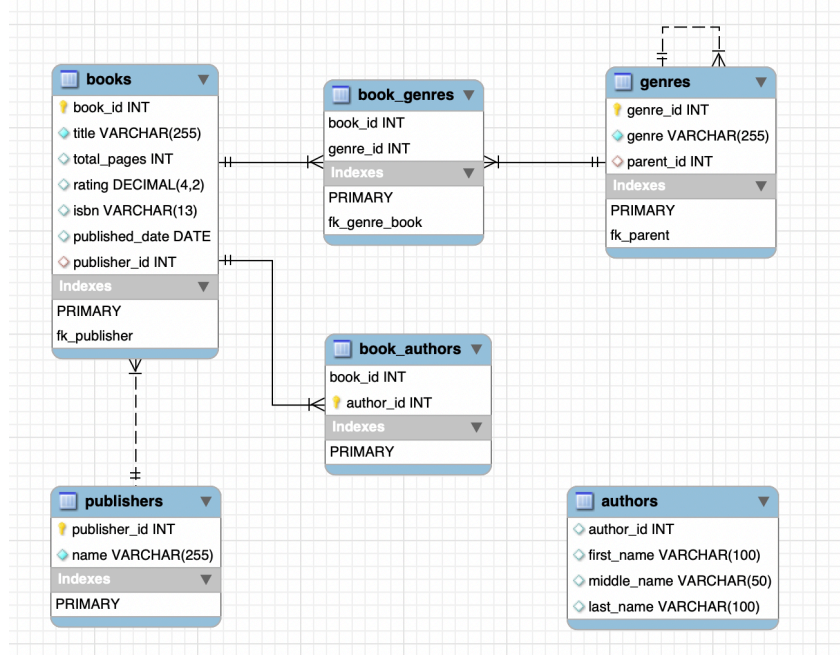 books
book_id INT
title VARCHAR(255)
total_pages INT
rating DECIMAL(4,2)
isbn VARCHAR(13)
published_date DATE
publisher_id INT
Indexes
PRIMARY
fk_publisher
book_genres
book_id INT
genre_id INT
Indexes
PRIMARY
fk_genre_book
genres
genre_id INT
genre VARCHAR(255)
parent_id INT
Indexes
PRIMARY
fk_parent
book_authors
book_id INT
author_id INT
Indexes
PRIMARY
publishers
publisher_id INT
name VARCHAR(255)
Indexes
PRIMARY
authors
author_id INT
first_name VARCHAR(100)
middle_name VARCHAR(50)
last_name VARCHAR(100)